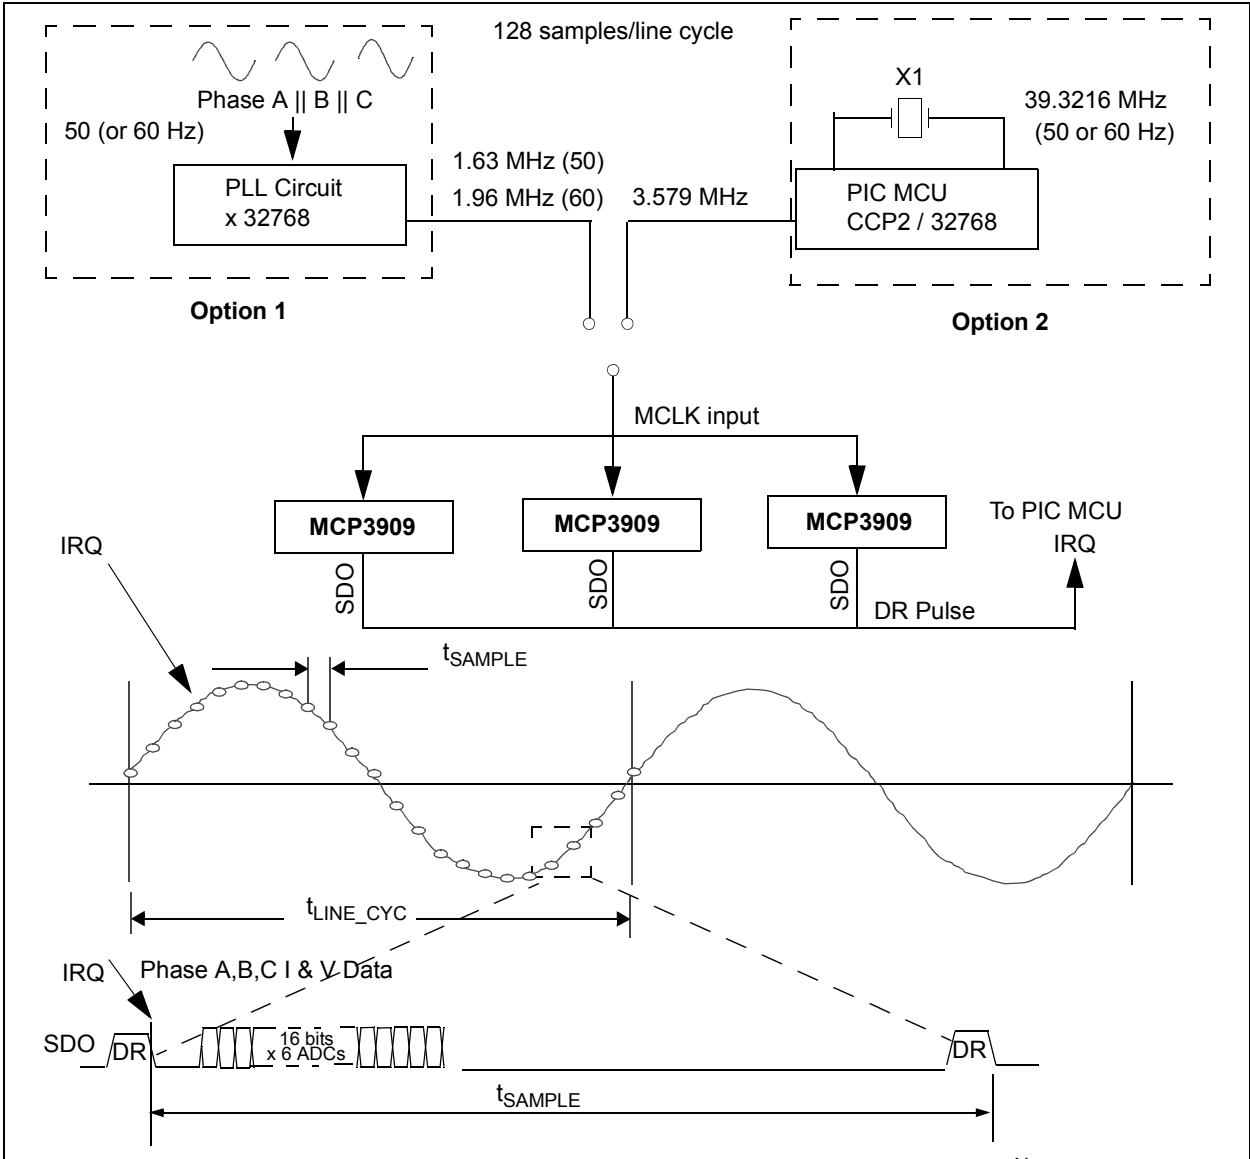 128 samples/line cycle
Phase A || B || C
50 (or 60 Hz)
PLL Circuit
x 32768
Option 1
1.63 MHz (50)
1.96 MHz (60)
3.579 MHz
X1
39.3216 MHz
(50 or 60 Hz)
PIC MCU
CCP2 / 32768
Option 2
MCLK input
MCP3909
MCP3909
MCP3909
SDO
SDO
SDO
To PIC MCU
IRQ
DR Pulse
IRQ
tSAMPLE
tLINE_CYC
IRQ
Phase A,B,C I & V Data
SDO
DR
16 bits
x 6 ADCs
DR
tSAMPLE